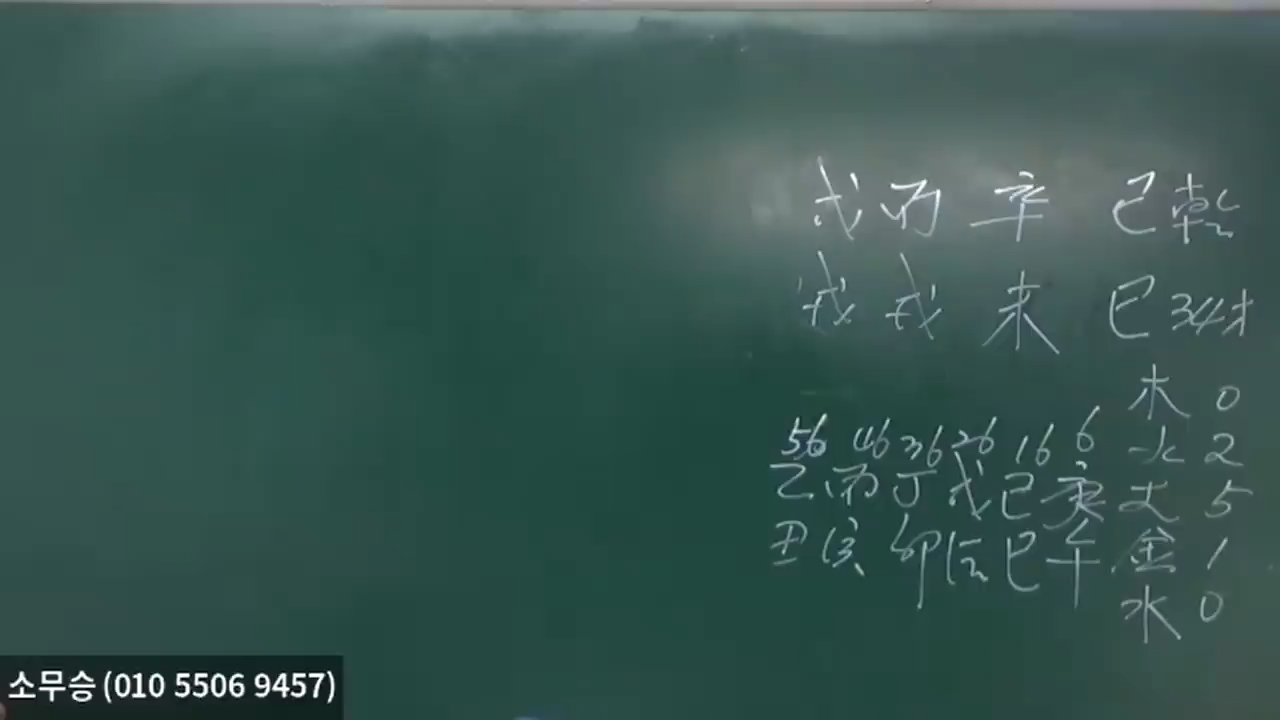 戊 丙 辛 己 乾
戌 戌 未 巳 34才
木 0
56 46 36 26 16 6 火 2
乙 丙 丁 戊 己 庚 土 5
丑 寅 卯 辰 巳 午 金 1
水 0
소무승 (010 5506 9457)